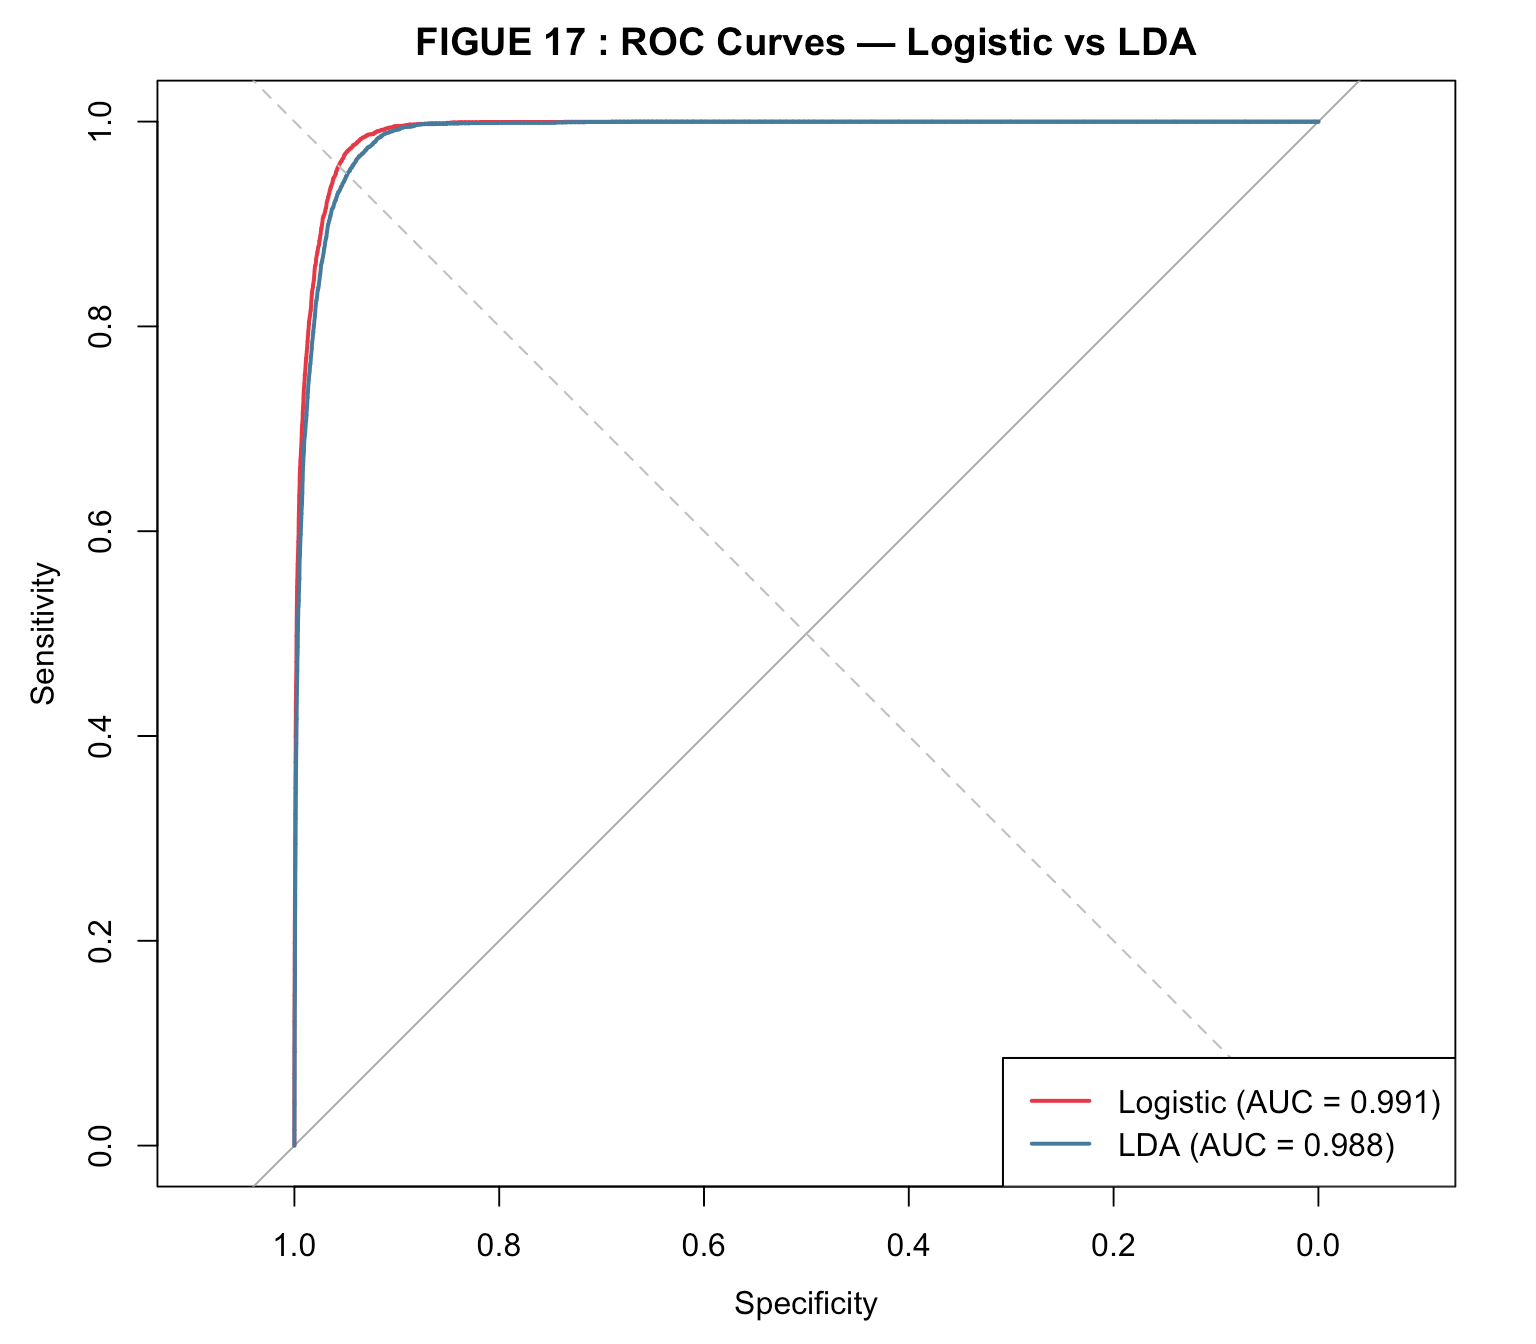 FIGUE 17 : ROC Curves — Logistic vs LDA
Sensitivity
1.0
0.8
0.6
0.4
0.2
0.0
1.0 0.8 0.6 0.4 0.2 0.0
Specificity
Logistic (AUC = 0.991)
LDA (AUC = 0.988)